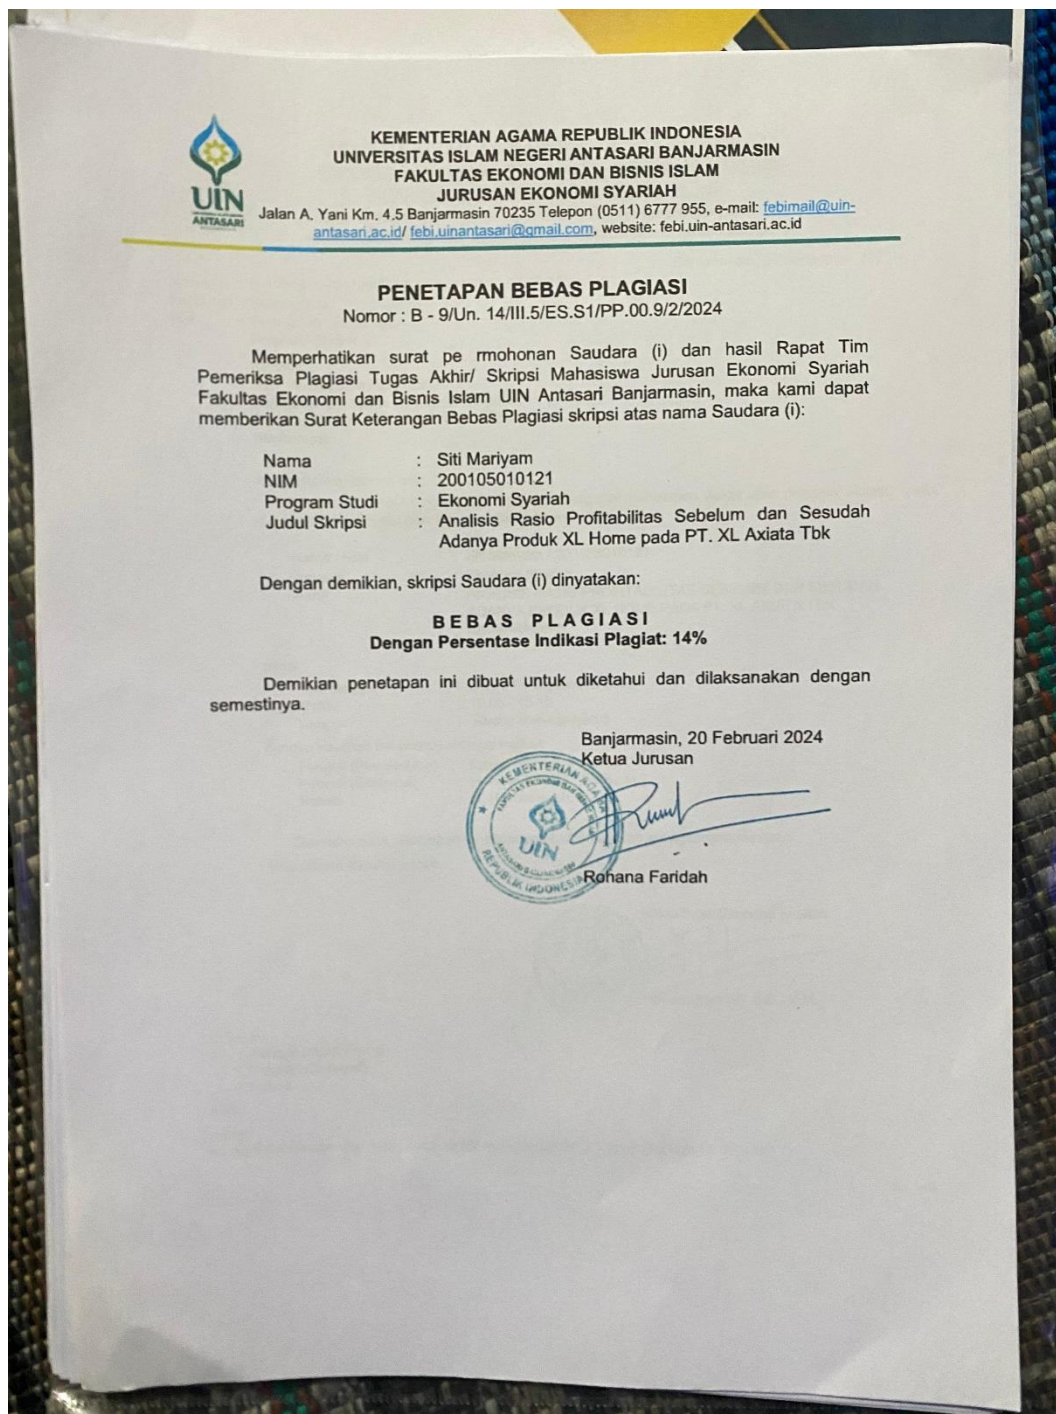 KEMENTERIAN AGAMA REPUBLIK INDONESIA
UNIVERSITAS ISLAM NEGERI ANTASARI BANJARMASIN
FAKULTAS EKONOMI DAN BISNIS ISLAM
JURUSAN EKONOMI SYARIAH
Jalan A. Yani Km. 4.5 Banjarmasin 70235 Telepon (0511) 6777 955, e-mail: febimail@uin-
antasari.ac.id/ febi.uinantasari@gmail.com, website: febi.uin-antasari.ac.id
UIN
ANTASARI
PENETAPAN BEBAS PLAGIASI
Nomor : B - 9/Un. 14/III.5/ES.S1/PP.00.9/2/2024
Memperhatikan surat pe rmohonan Saudara (i) dan hasil Rapat Tim
Pemeriksa Plagiasi Tugas Akhir/ Skripsi Mahasiswa Jurusan Ekonomi Syariah
Fakultas Ekonomi dan Bisnis Islam UIN Antasari Banjarmasin, maka kami dapat
memberikan Surat Keterangan Bebas Plagiasi skripsi atas nama Saudara (i):
Nama : Siti Mariyam
NIM : 200105010121
Program Studi : Ekonomi Syariah
Judul Skripsi : Analisis Rasio Profitabilitas Sebelum dan Sesudah
Adanya Produk XL Home pada PT. XL Axiata Tbk
Dengan demikian, skripsi Saudara (i) dinyatakan:
BEBAS PLAGIASI
Dengan Persentase Indikasi Plagiat: 14%
Demikian penetapan ini dibuat untuk diketahui dan dilaksanakan dengan
semestinya.
Banjarmasin, 20 Februari 2024
Ketua Jurusan
KEMENTERIAN AGAMA
UIN
REPUBLIK INDONESIA
Rohana Faridah